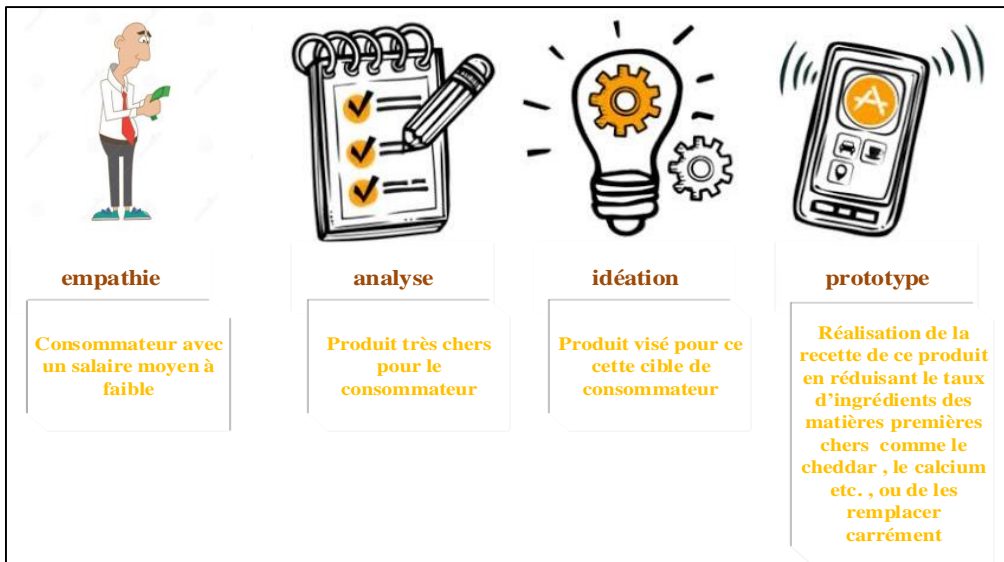 empathie
Consommateur avec
un salaire moyen à
faible
analyse
Produit très chers
pour le
consommateur
idéation
Produit visé pour ce
cette cible de
consommateur
prototype
Réalisation de la
recette de ce produit
en réduisant le taux
d’ingrédients des
matières premières
chers comme le
cheddar , le calcium
etc. , ou de les
remplacer
carrément